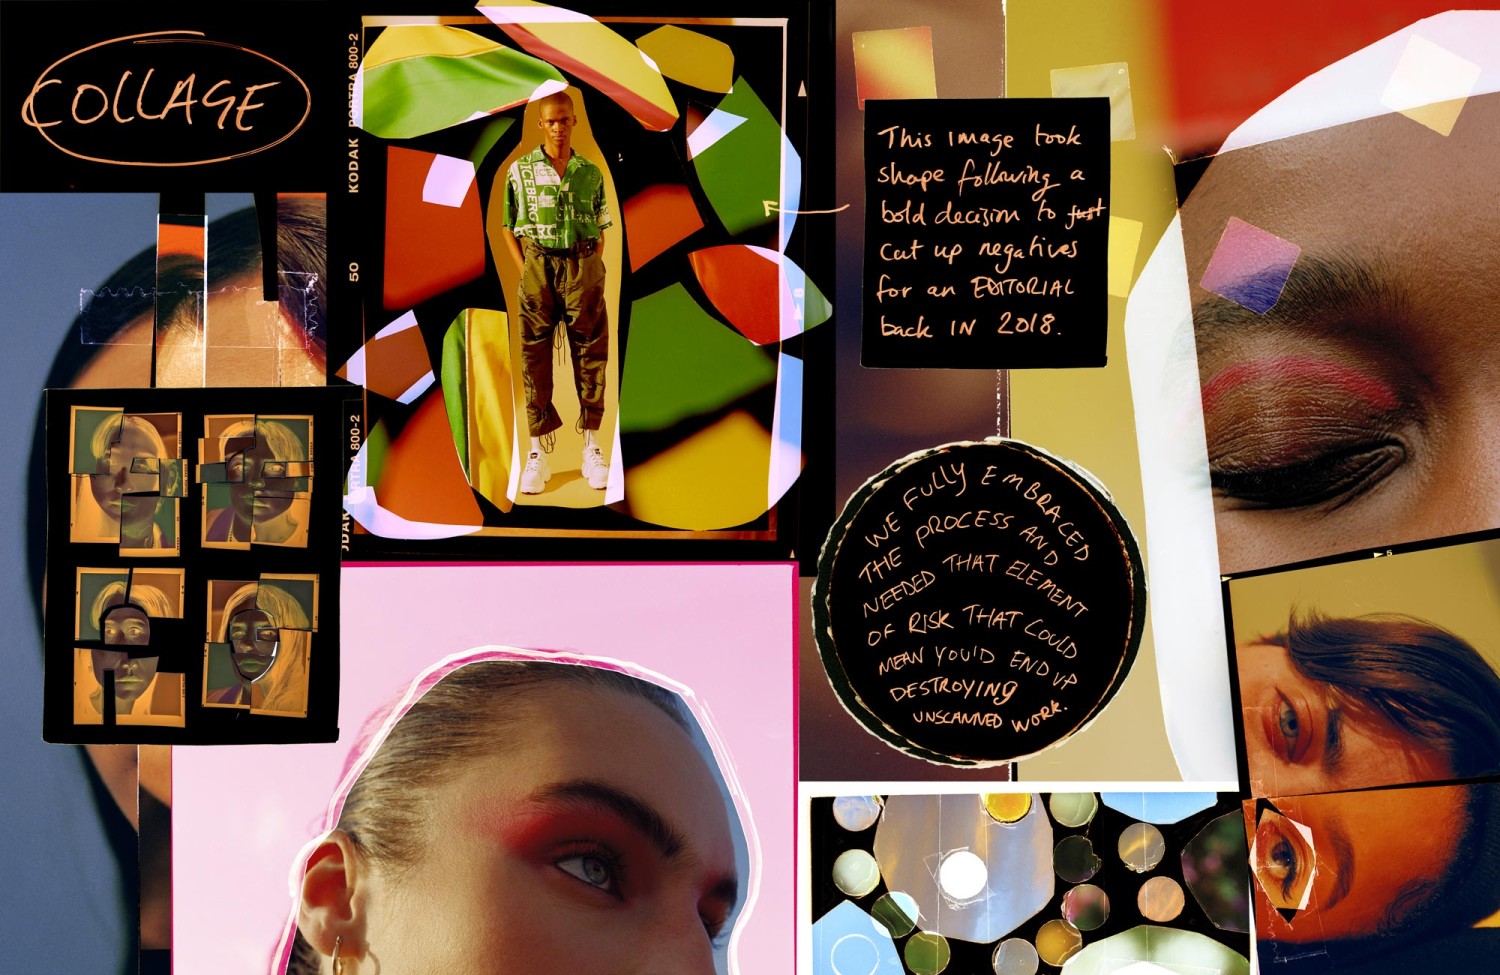 COLLAGE
KODAK PORTRA 800-2
50
PORTRA 800-2
ICEBERG
This image took
shape following a
bold decision to just
cut up negatives
for an EDITORIAL
back IN 2018.
WE FULLY EMBRACED
THE PROCESS AND
NEEDED THAT ELEMENT
OF RISK THAT COULD
MEAN YOU'D END UP
DESTROYING
UNSCANNED WORK.
5